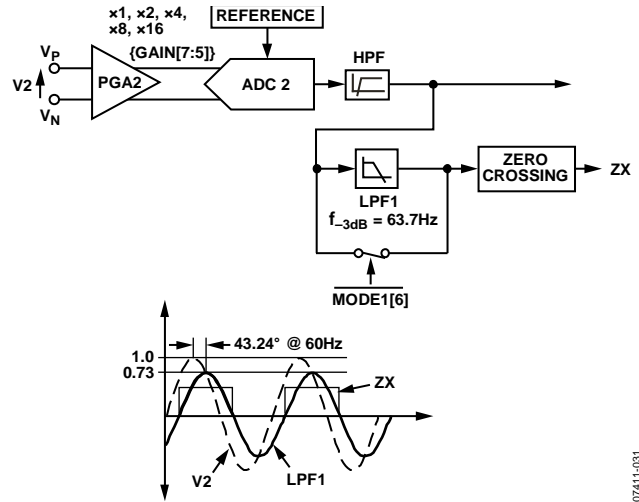 ×1, ×2, ×4,
×8, ×16
{GAIN[7:5]}
REFERENCE
HPF
VP
V2
VN
PGA2
ADC 2
LPF1
f–3dB = 63.7Hz
ZERO
CROSSING
ZX
MODE1[6]
43.24° @ 60Hz
1.0
0.73
ZX
V2
LPF1
07411-031